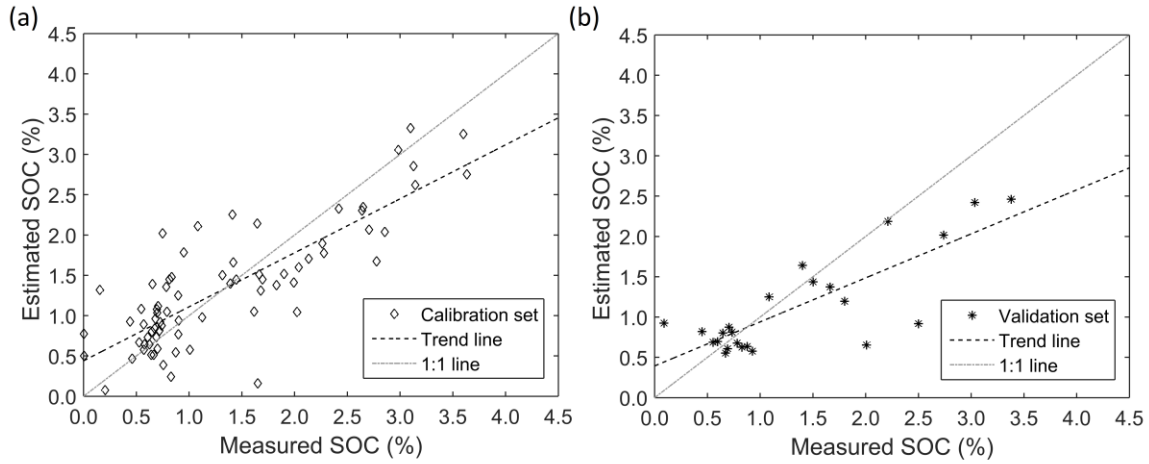 (a)
4.5
4.0
3.5
3.0
2.5
2.0
1.5
1.0
0.5
0.0
Estimated SOC (%)
Calibration set
Trend line
1:1 line
0.0 0.5 1.0 1.5 2.0 2.5 3.0 3.5 4.0 4.5
Measured SOC (%)
(b)
4.5
4.0
3.5
3.0
2.5
2.0
1.5
1.0
0.5
0.0
Estimated SOC (%)
Validation set
Trend line
1:1 line
0.0 0.5 1.0 1.5 2.0 2.5 3.0 3.5 4.0 4.5
Measured SOC (%)